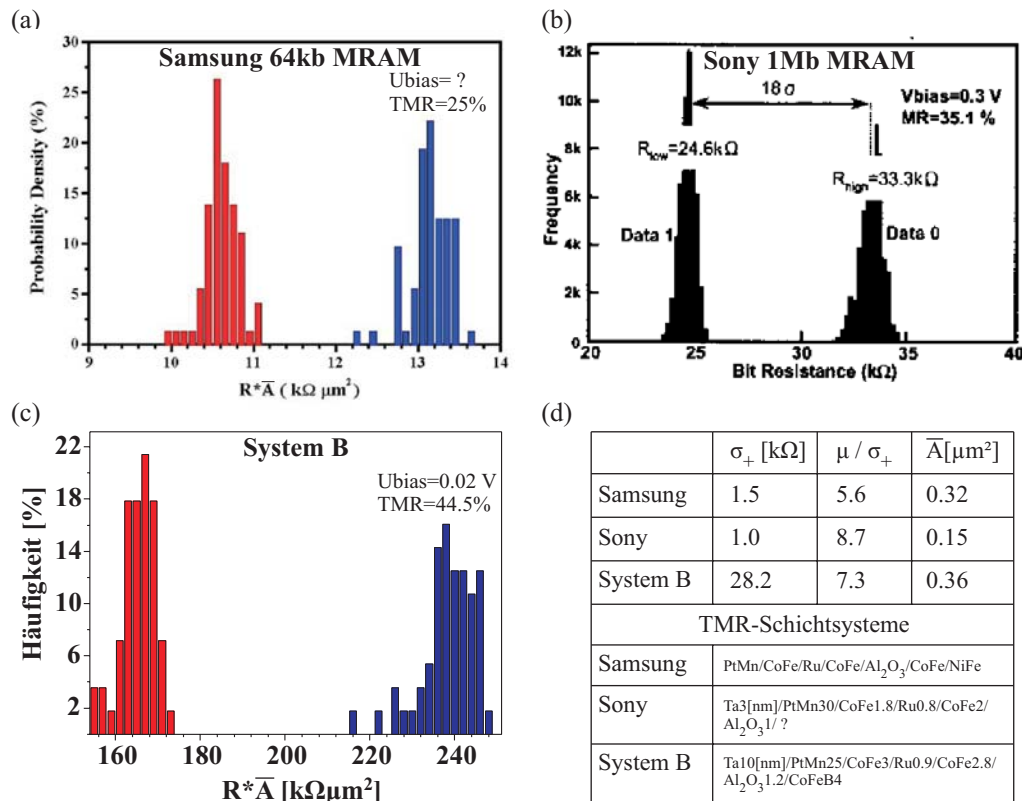 (a)
Samsung 64kb MRAM
Ubias= ?
TMR=25%
Probability Density (%)
30
25
20
15
10
5
0
9 10 11 12 13 14
R*A̅ ( kΩ μm²)
(b)
Sony 1Mb MRAM
18 σ
Vbias=0.3 V
MR=35.1 %
R_low=24.6kΩ
R_high=33.3kΩ
Data 1
Data 0
Frequency
12k
10k
8k
6k
4k
2k
0
20 25 30 35 40
Bit Resistance (kΩ)
(c)
System B
Ubias=0.02 V
TMR=44.5%
Häufigkeit [%]
22
18
14
10
6
2
160 180 200 220 240
R*A̅ [kΩμm²]
(d)
σ₊ [kΩ] μ / σ₊ A̅[μm²]
Samsung 1.5 5.6 0.32
Sony 1.0 8.7 0.15
System B 28.2 7.3 0.36
TMR-Schichtsysteme
Samsung PtMn/CoFe/Ru/CoFe/Al₂O₃/CoFe/NiFe
Sony Ta3[nm]/PtMn30/CoFe1.8/Ru0.8/CoFe2/
Al₂O₃1/ ?
System B Ta10[nm]/PtMn25/CoFe3/Ru0.9/CoFe2.8/
Al₂O₃1.2/CoFeB4